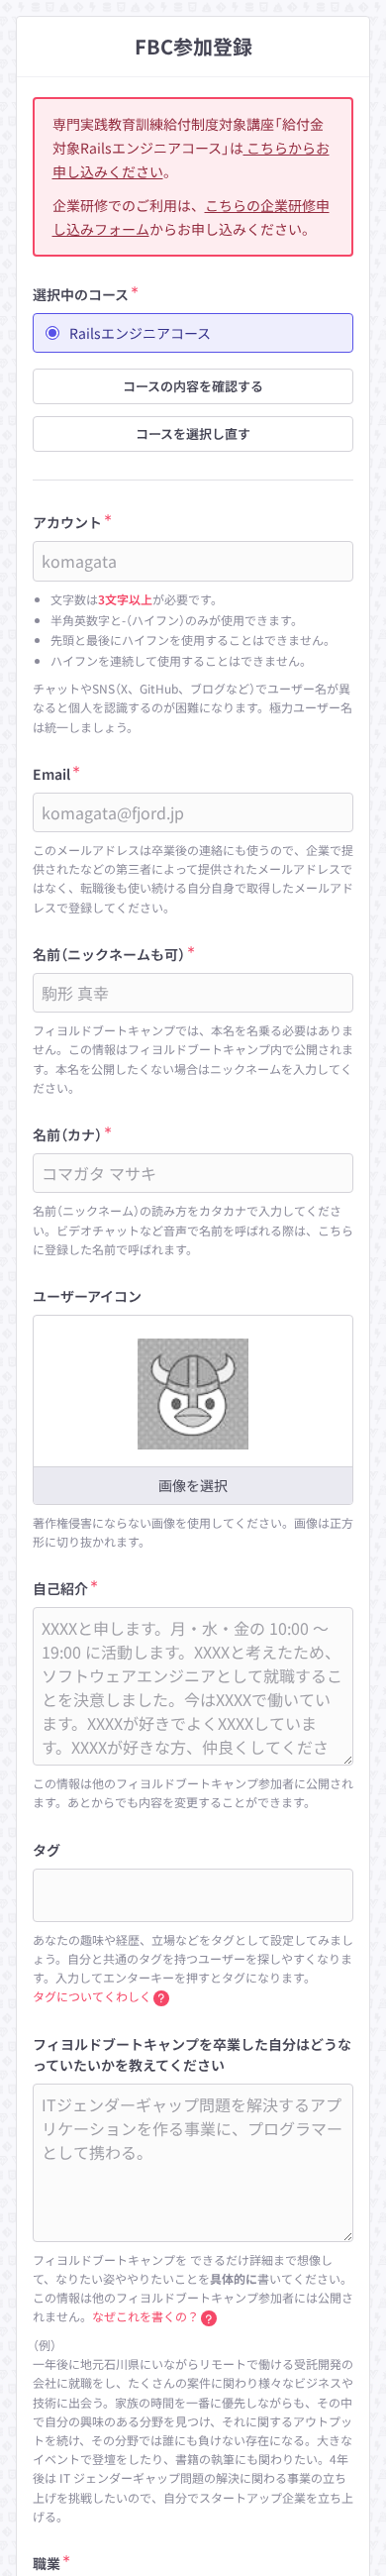 FBC参加登録
専門実践教育訓練給付制度対象講座「給付金
対象Railsエンジニアコース」は こちらからお
申し込みください。
企業研修でのご利用は、こちらの企業研修申
し込みフォームからお申し込みください。
選択中のコース*
Railsエンジニアコース
コースの内容を確認する
コースを選択し直す
アカウント*
komagata
文字数は3文字以上が必要です。
半角英数字と-（ハイフン）のみが使用できます。
先頭と最後にハイフンを使用することはできません。
ハイフンを連続して使用することはできません。
チャットやSNS（X、GitHub、ブログなど）でユーザー名が異
なると個人を認識するのが困難になります。極力ユーザー名
は統一しましょう。
Email*
komagata@fjord.jp
このメールアドレスは卒業後の連絡にも使うので、企業で提
供されたなどの第三者によって提供されたメールアドレスで
はなく、転職後も使い続ける自分自身で取得したメールアド
レスで登録してください。
名前（ニックネームも可）*
駒形 真幸
フィヨルドブートキャンプでは、本名を名乗る必要はありま
せん。この情報はフィヨルドブートキャンプ内で公開されま
す。本名を公開したくない場合はニックネームを入力してく
ださい。
名前（カナ）*
コマガタ マサキ
名前（ニックネーム）の読み方をカタカナで入力してくださ
い。ビデオチャットなど音声で名前を呼ばれる際は、こちら
に登録した名前で呼ばれます。
ユーザーアイコン
画像を選択
著作権侵害にならない画像を使用してください。画像は正方
形に切り抜かれます。
自己紹介*
XXXXと申します。月・水・金の 10:00 〜
19:00 に活動します。XXXXと考えたため、
ソフトウェアエンジニアとして就職するこ
とを決意しました。今はXXXXで働いてい
ます。XXXXが好きでよくXXXXしていま
す。XXXXが好きな方、仲良くしてくださ
この情報は他のフィヨルドブートキャンプ参加者に公開され
ます。あとからでも内容を変更することができます。
タグ
あなたの趣味や経歴、立場などをタグとして設定してみまし
ょう。自分と共通のタグを持つユーザーを探しやすくなりま
す。入力してエンターキーを押すとタグになります。
タグについてくわしく ?
フィヨルドブートキャンプを卒業した自分はどうな
っていたいかを教えてください
ITジェンダーギャップ問題を解決するアプ
リケーションを作る事業に、プログラマー
として携わる。
フィヨルドブートキャンプを できるだけ詳細まで想像し
て、なりたい姿ややりたいことを具体的に書いてください。
この情報は他のフィヨルドブートキャンプ参加者には公開さ
れません。なぜこれを書くの？ ?
（例）
一年後に地元石川県にいながらリモートで働ける受託開発の
会社に就職をし、たくさんの案件に関わり様々なビジネスや
技術に出会う。家族の時間を一番に優先しながらも、その中
で自分の興味のある分野を見つけ、それに関するアウトプッ
トを続け、その分野では誰にも負けない存在になる。大きな
イベントで登壇をしたり、書籍の執筆にも関わりたい。4年
後は IT ジェンダーギャップ問題の解決に関わる事業の立ち
上げを挑戦したいので、自分でスタートアップ企業を立ち上
げる。
職業*